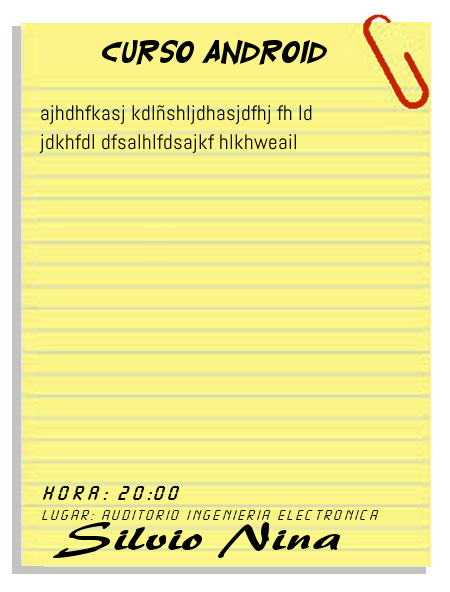 CURSO ANDROID
ajhdhfkasj kdlñshljdhasjdfhj fh ld
jdkhfdl dfsalhlfdsajkf hlkhweail
HORA: 20:00
LUGAR: AUDITORIO INGENIERIA ELECTRONICA
Silvio Nina